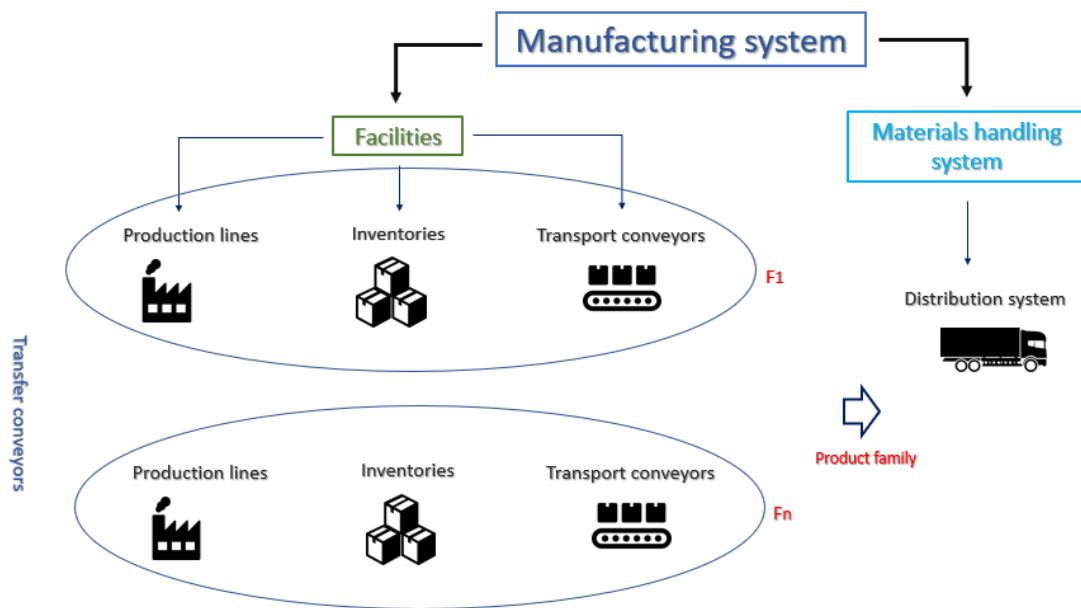 Manufacturing system
Facilities
Materials handling
system
Production lines
Inventories
Transport conveyors
F1
Distribution system
Transfer conveyors
Product family
Production lines
Inventories
Transport conveyors
Fn